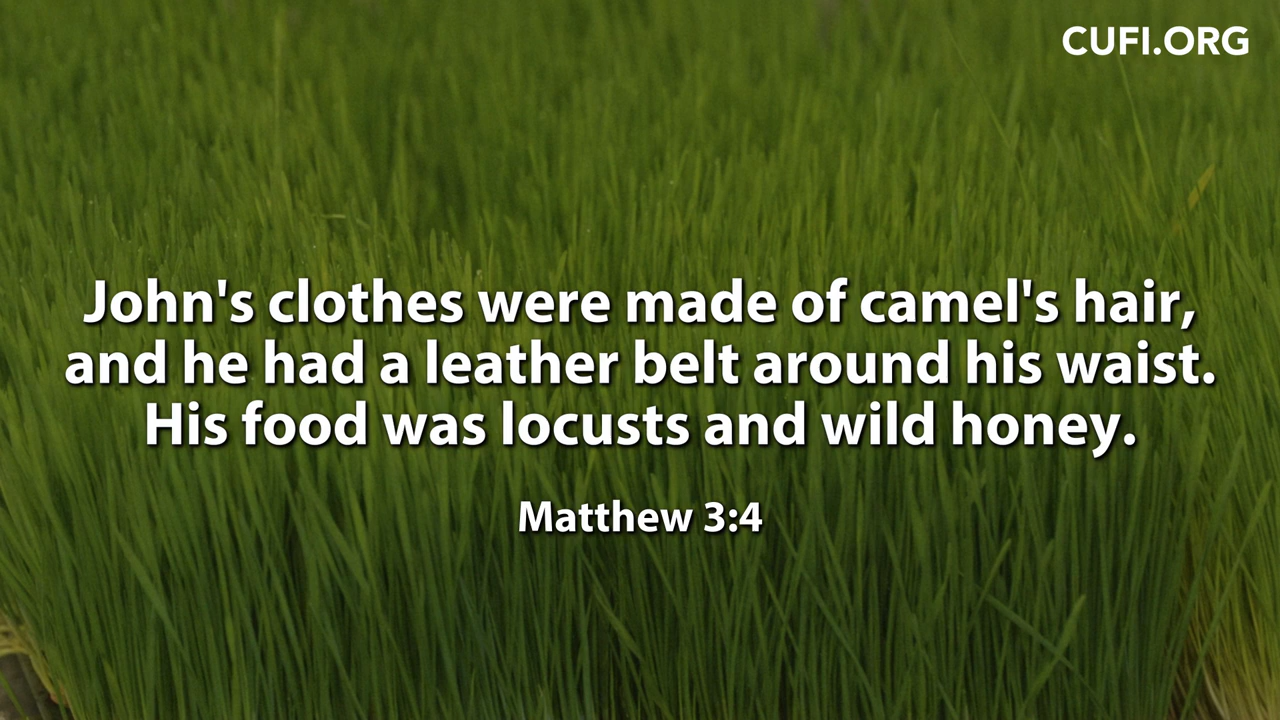 CUFI.ORG
John's clothes were made of camel's hair,
and he had a leather belt around his waist.
His food was locusts and wild honey.
Matthew 3:4